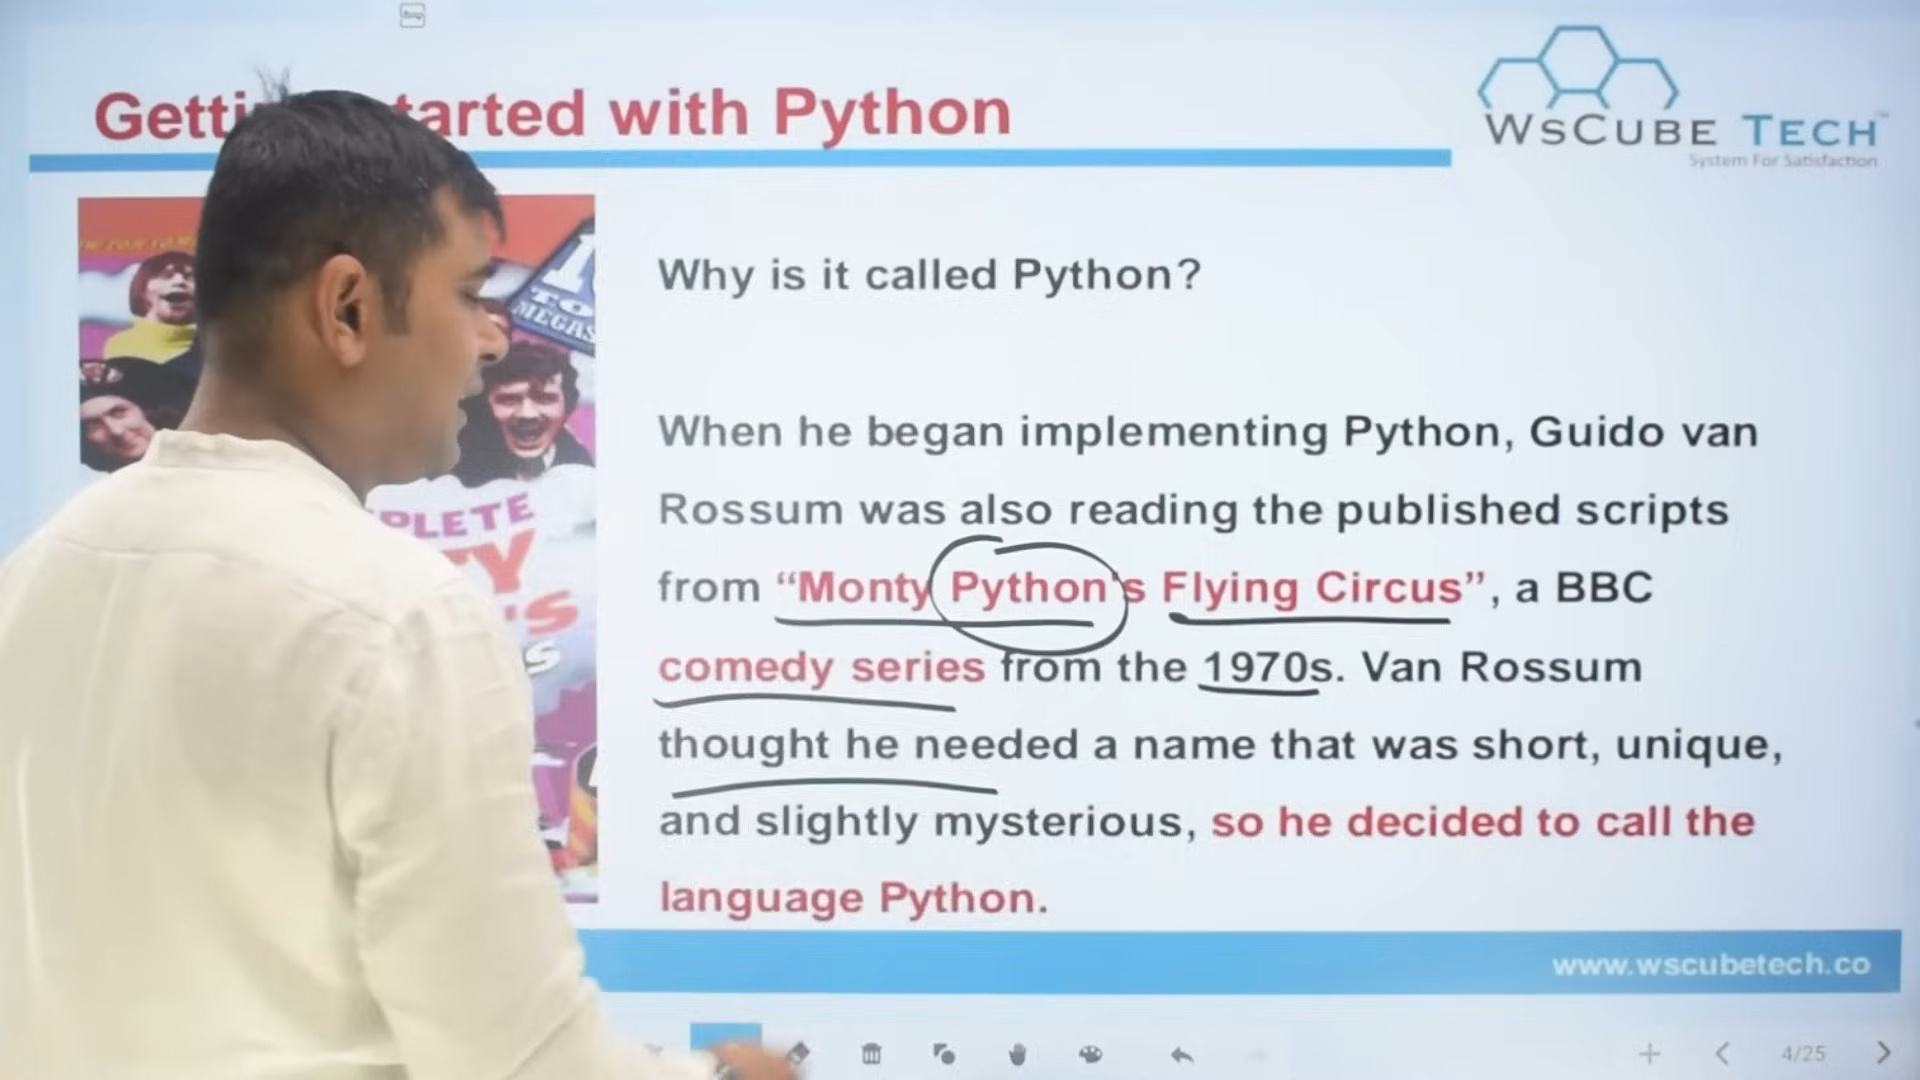 Getti tarted with Python
WSCUBE TECH
System For Satisfaction
TO
MEGAS
Why is it called Python?
When he began implementing Python, Guido van
Rossum was also reading the published scripts
from “Monty Python's Flying Circus”, a BBC
comedy series from the 1970s. Van Rossum
thought he needed a name that was short, unique,
and slightly mysterious, so he decided to call the
language Python.
PLETE
Y
'S
S
www.wscubetech.co
4/25